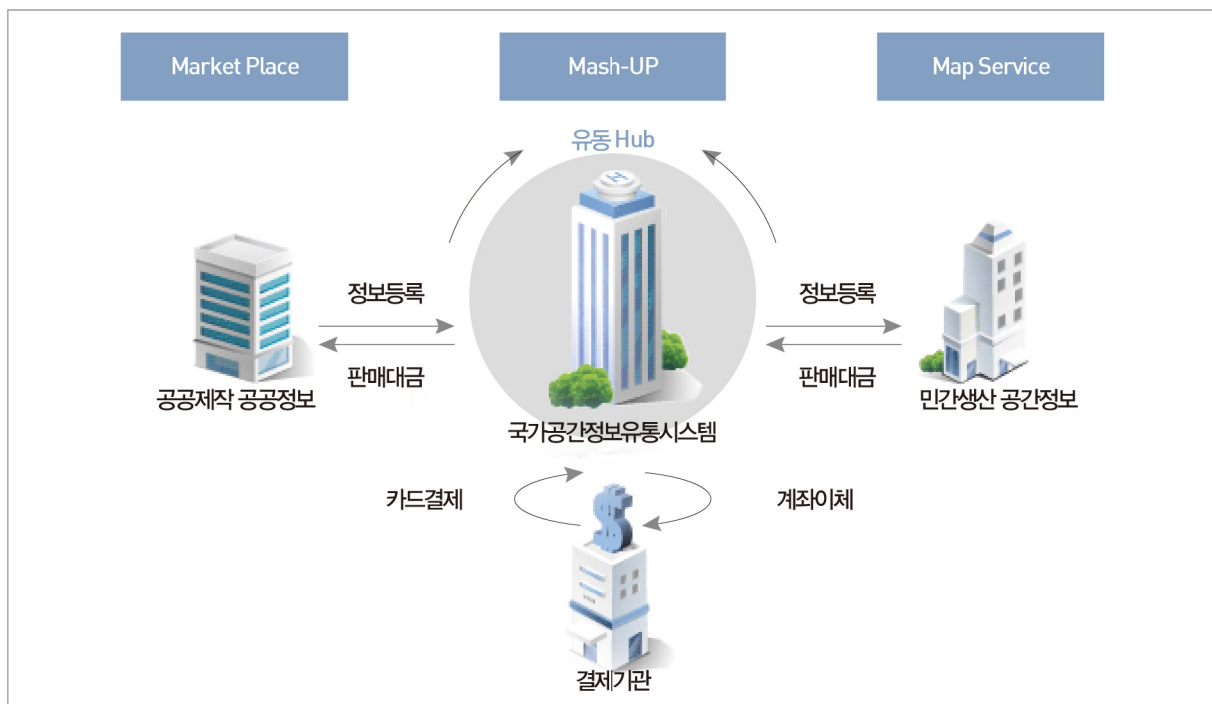 Market Place
Mash-UP
Map Service
유동 Hub
정보등록
판매대금
공공제작 공공정보
정보등록
판매대금
민간생산 공간정보
국가공간정보유통시스템
카드결제
계좌이체
결제기관